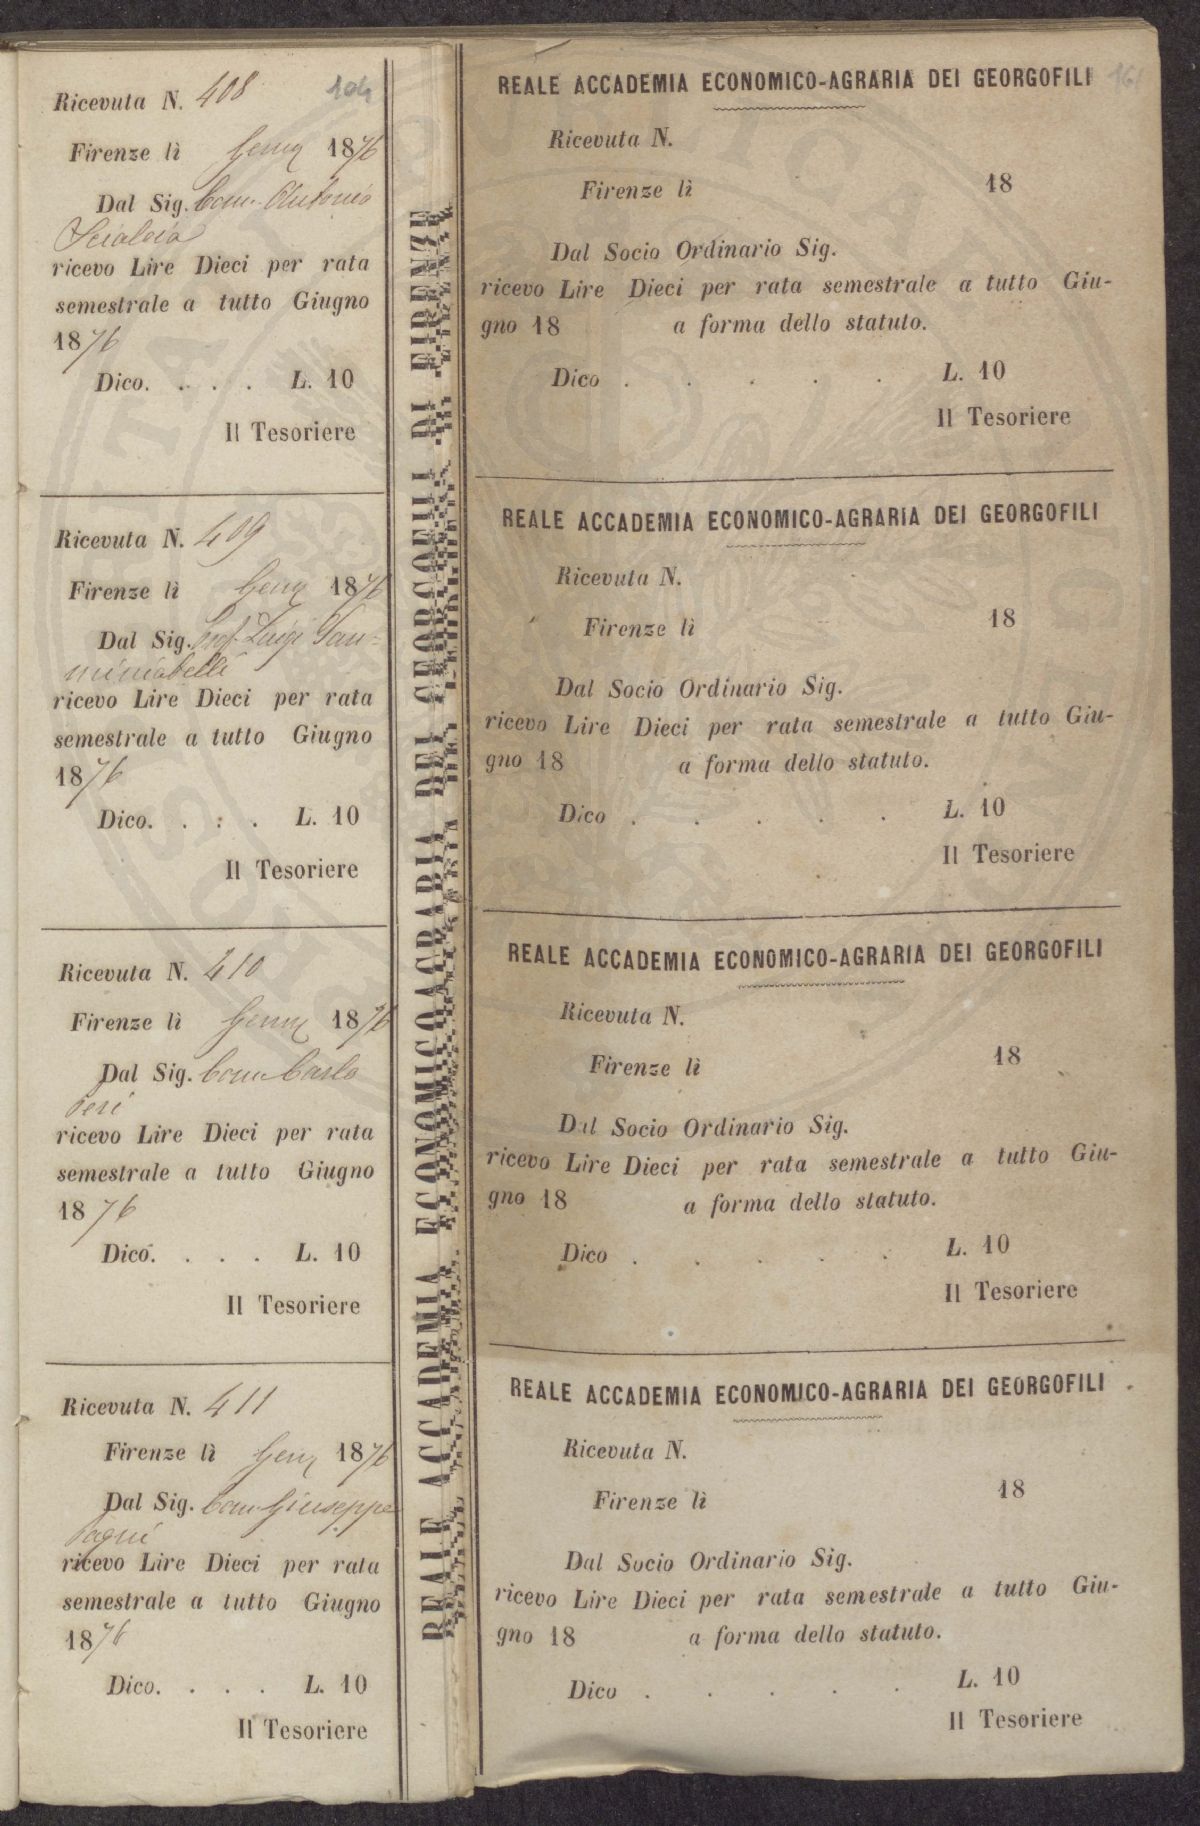 Ricevuta N. 408
104
Firenze lì Genn 1876
Dal Sig. Com. Antonio
Scialoia
ricevo Lire Dieci per rata
semestrale a tutto Giugno
1876
Dico. . . . L. 10
Il Tesoriere
Ricevuta N. 409
Firenze lì Genn 1876
Dal Sig. Prof. Luigi San-
miniatelli
ricevo Lire Dieci per rata
semestrale a tutto Giugno
1876
Dico. . . . L. 10
Il Tesoriere
Ricevuta N. 410
Firenze lì Genn 1876
Dal Sig. Com. Carlo
Peri
ricevo Lire Dieci per rata
semestrale a tutto Giugno
1876
Dico. . . . L. 10
Il Tesoriere
Ricevuta N. 411
Firenze lì Genn 1876
Dal Sig. Com. Giuseppe
Pagni
ricevo Lire Dieci per rata
semestrale a tutto Giugno
1876
Dico. . . . L. 10
Il Tesoriere
REALE ACCADEMIA ECONOMICO AGRARIA DEI GEORGOFILI DI FIRENZE
REALE ACCADEMIA ECONOMICO-AGRARIA DEI GEORGOFILI
Ricevuta N.
Firenze lì 18
Dal Socio Ordinario Sig.
ricevo Lire Dieci per rata semestrale a tutto Giu-
gno 18 a forma dello statuto.
Dico . . . . . L. 10
Il Tesoriere
REALE ACCADEMIA ECONOMICO-AGRARIA DEI GEORGOFILI
Ricevuta N.
Firenze lì 18
Dal Socio Ordinario Sig.
ricevo Lire Dieci per rata semestrale a tutto Giu-
gno 18 a forma dello statuto.
Dico . . . . . L. 10
Il Tesoriere
REALE ACCADEMIA ECONOMICO-AGRARIA DEI GEORGOFILI
Ricevuta N.
Firenze lì 18
Dal Socio Ordinario Sig.
ricevo Lire Dieci per rata semestrale a tutto Giu-
gno 18 a forma dello statuto.
Dico . . . . . L. 10
Il Tesoriere
REALE ACCADEMIA ECONOMICO-AGRARIA DEI GEORGOFILI
Ricevuta N.
Firenze lì 18
Dal Socio Ordinario Sig.
ricevo Lire Dieci per rata semestrale a tutto Giu-
gno 18 a forma dello statuto.
Dico . . . . . L. 10
Il Tesoriere